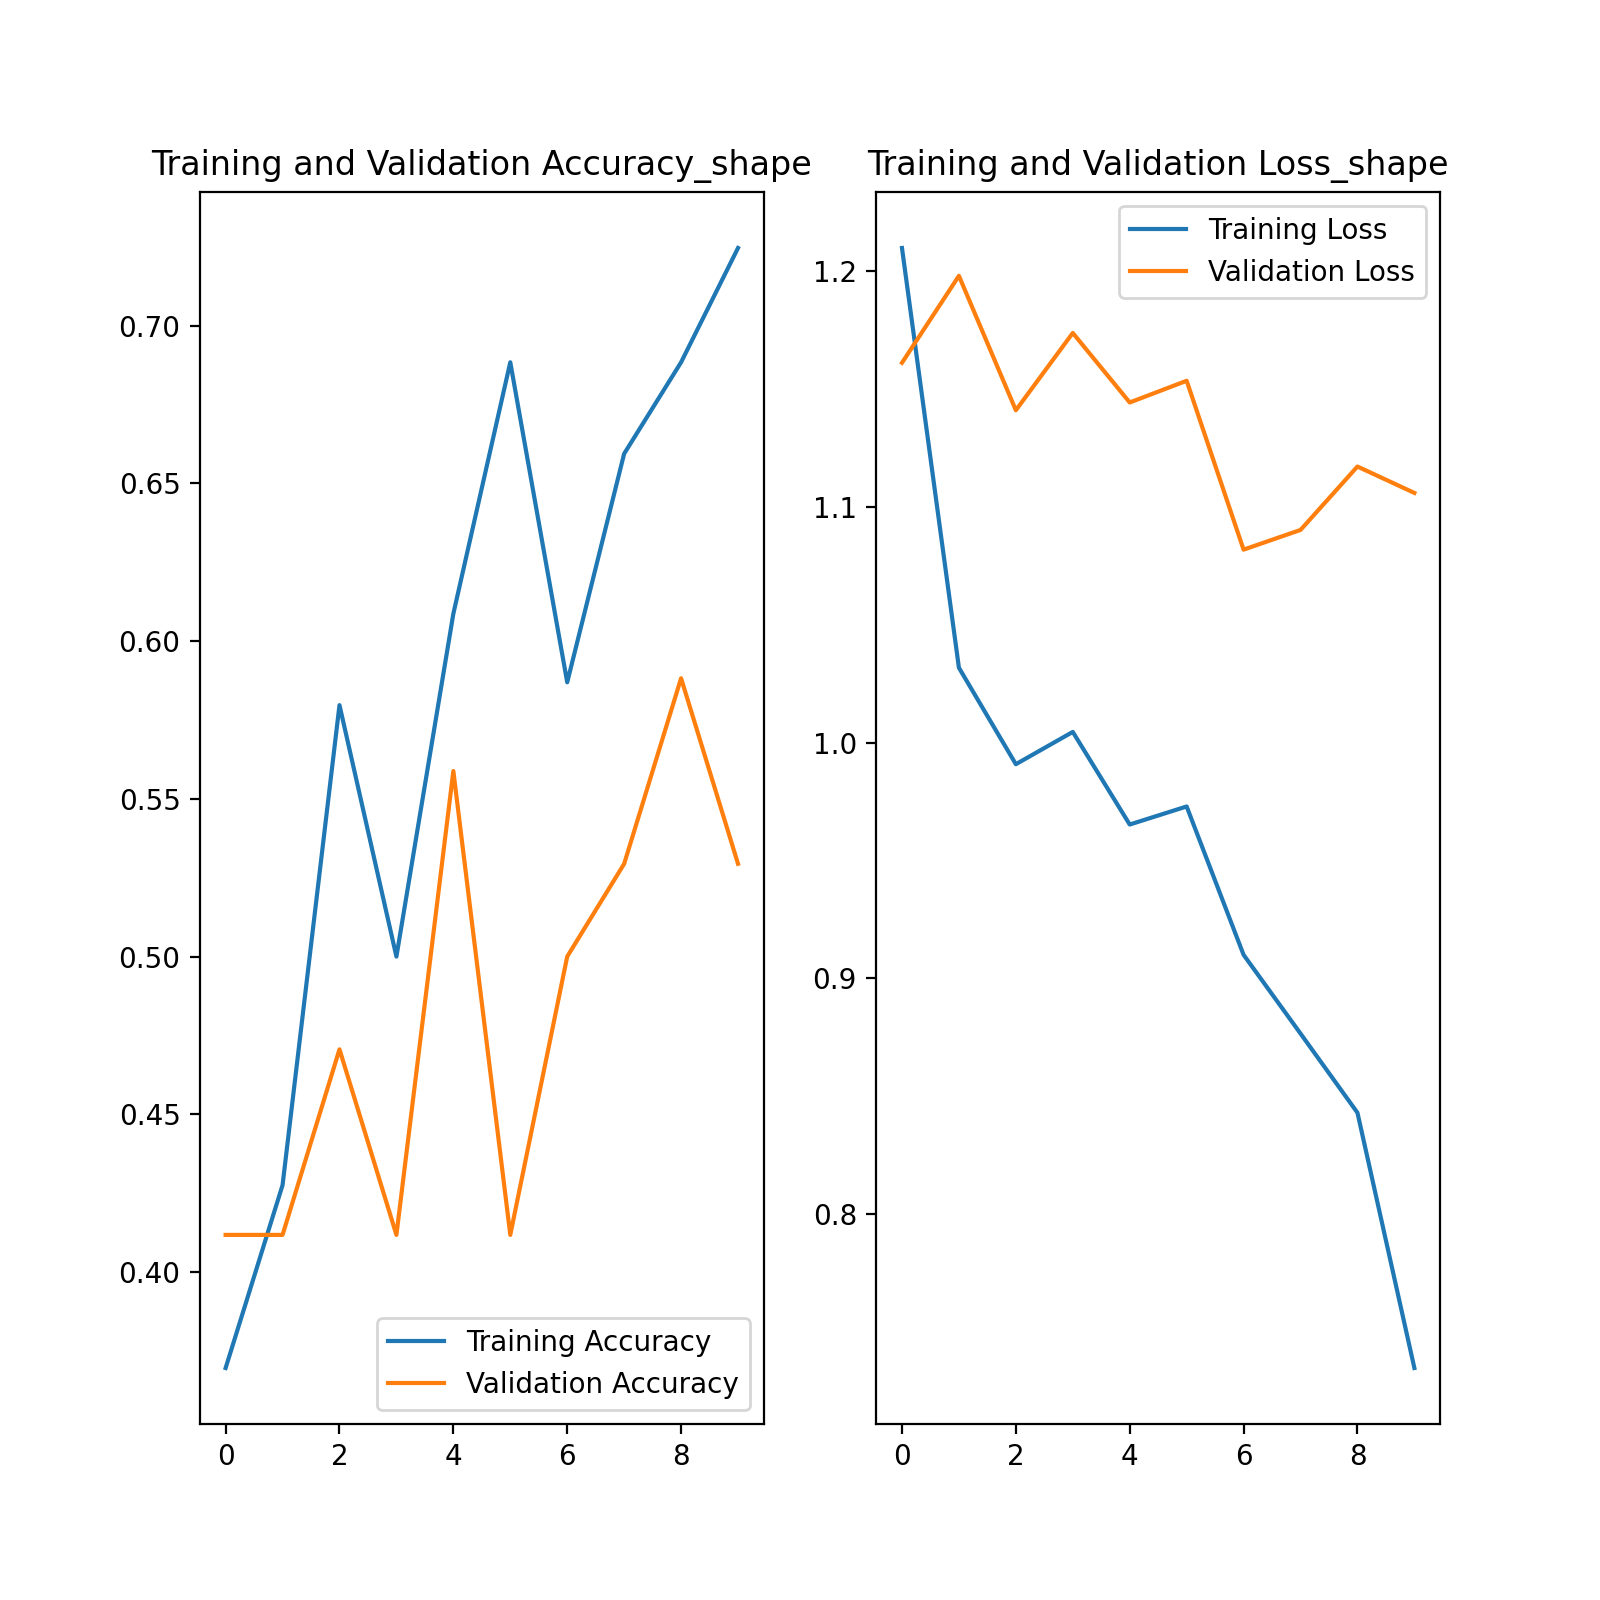 Training and Validation Accuracy_shape
0.70
0.65
0.60
0.55
0.50
0.45
0.40
Training Accuracy
Validation Accuracy
0 2 4 6 8
Training and Validation Loss_shape
Training Loss
Validation Loss
1.2
1.1
1.0
0.9
0.8
0 2 4 6 8